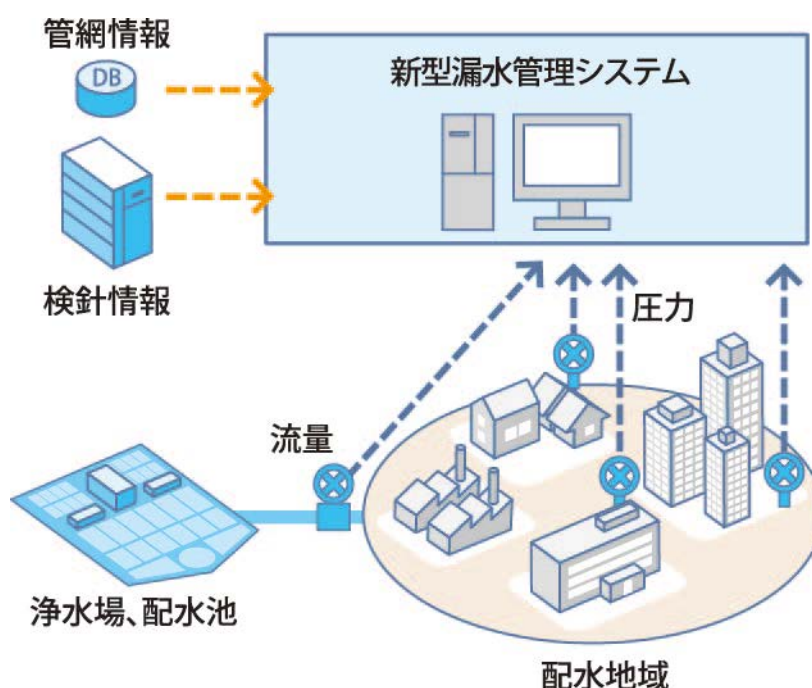 管網情報
DB
新型漏水管理システム
検針情報
圧力
流量
浄水場、配水池
配水地域